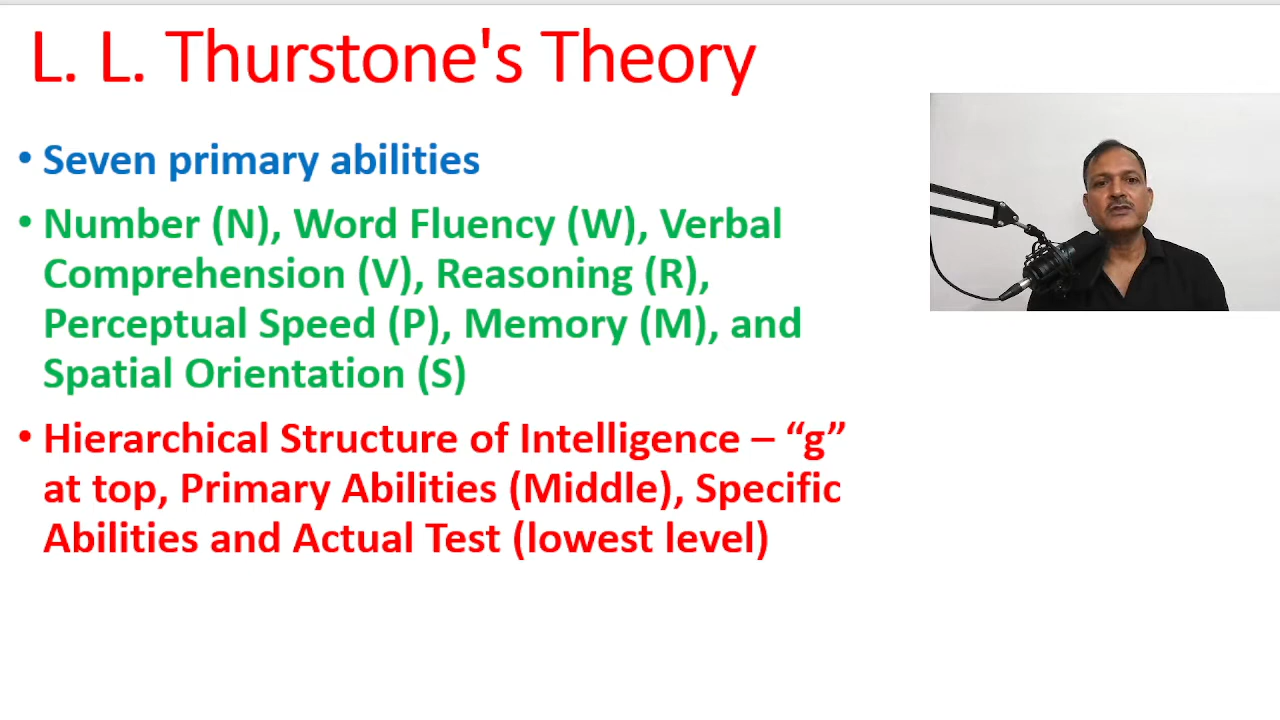 L. L. Thurstone's Theory
• Seven primary abilities
• Number (N), Word Fluency (W), Verbal
Comprehension (V), Reasoning (R),
Perceptual Speed (P), Memory (M), and
Spatial Orientation (S)
• Hierarchical Structure of Intelligence – “g”
at top, Primary Abilities (Middle), Specific
Abilities and Actual Test (lowest level)